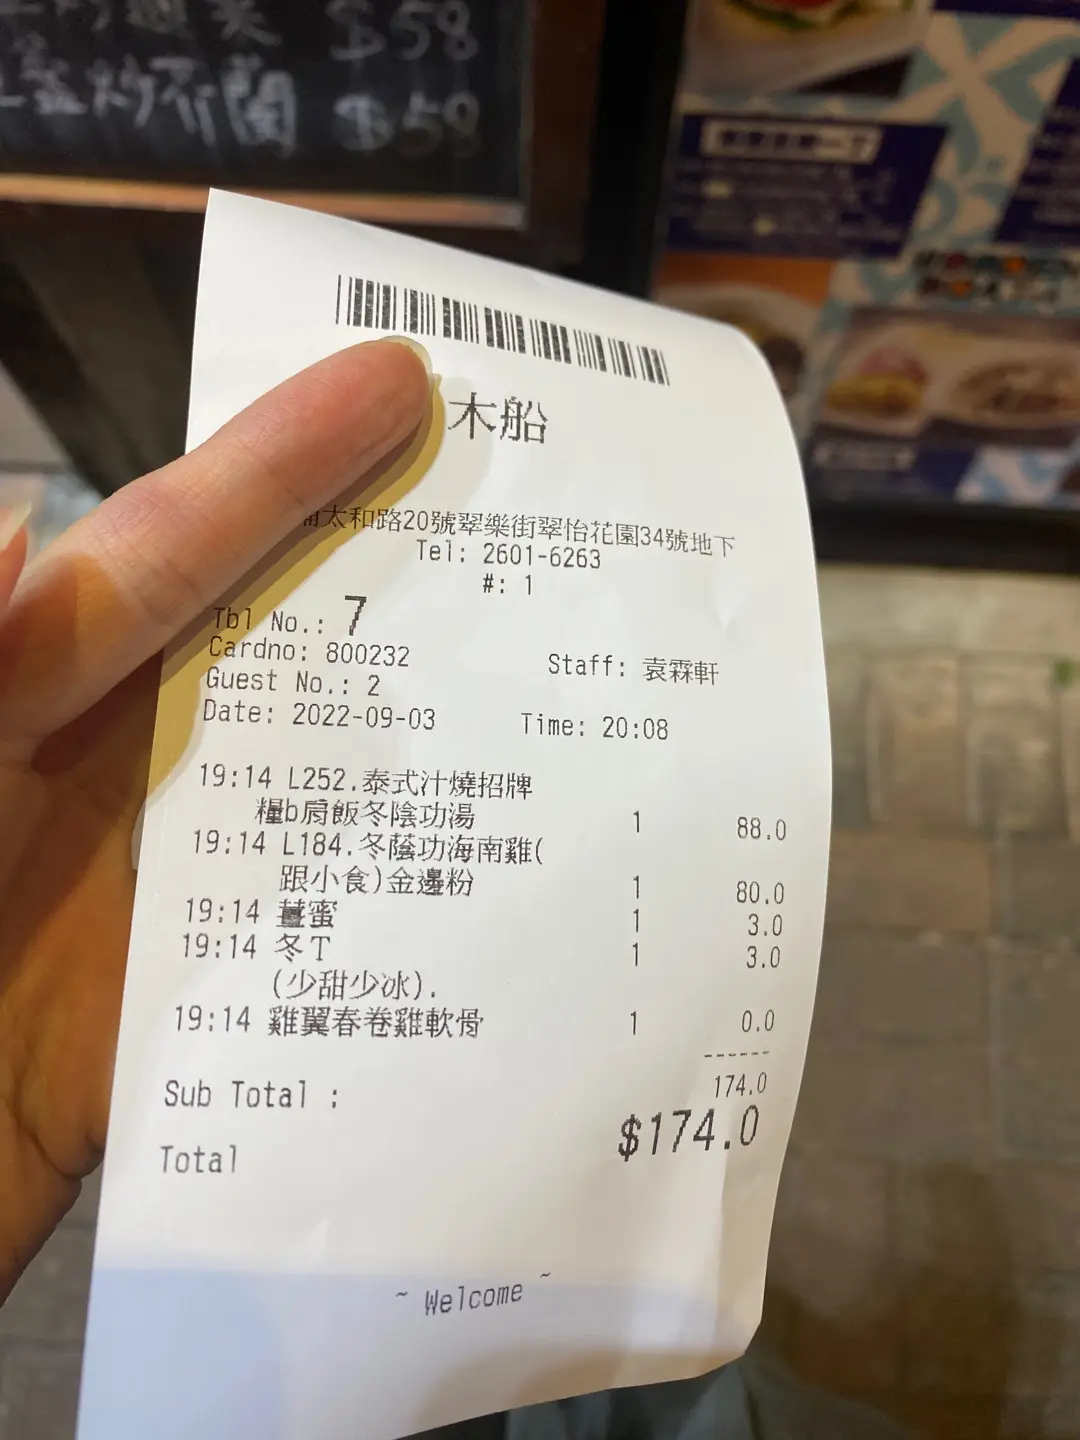 $58
炒 $58
木船
太和路20號翠樂街翠怡花園34號地下
Tel: 2601-6263
#: 1
Tbl No.: 7
Cardno: 800232 Staff: 袁霖軒
Guest No.: 2
Date: 2022-09-03 Time: 20:08
19:14 L252.泰式汁燒招牌
b肩飯冬陰功湯 1 88.0
19:14 L184.冬蔭功海南雞(
跟小食)金邊粉 1 80.0
19:14 薑蜜 1 3.0
19:14 冬T 1 3.0
(少甜少冰).
19:14 雞翼春卷雞軟骨 1 0.0
------
Sub Total : 174.0
Total $174.0
~ Welcome ~